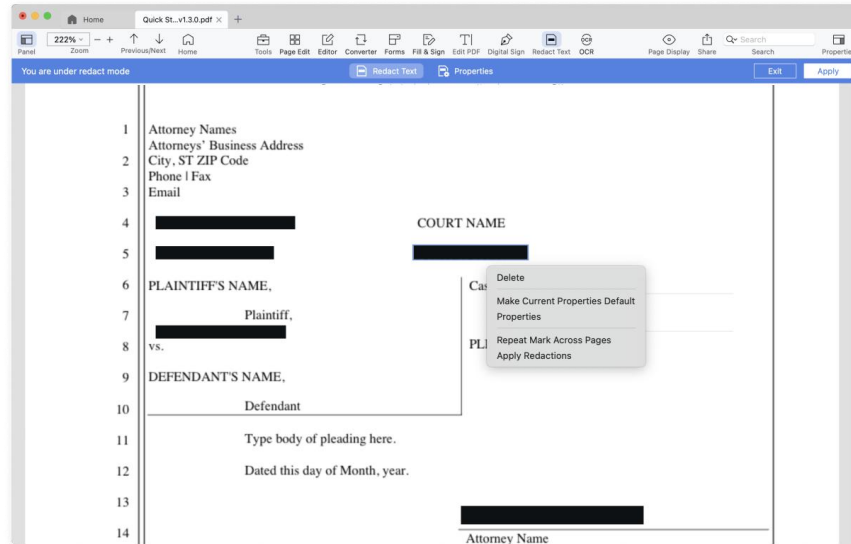 Home
Quick St...v1.3.0.pdf
222%
Search
Panel
Zoom
Previous/Next
Home
Tools
Page Edit
Editor
Converter
Forms
Fill & Sign
Edit PDF
Digital Sign
Redact Text
OCR
Page Display
Share
Search
You are under redact mode
Redact Text
Properties
Exit
Apply
1 Attorney Names
Attorneys' Business Address
2 City, ST ZIP Code
Phone | Fax
3 Email
4 COURT NAME
5
6 PLAINTIFF'S NAME,
7 Plaintiff,
8 vs.
9 DEFENDANT'S NAME,
10 Defendant
Delete
Make Current Properties Default
Properties
Repeat Mark Across Pages
Apply Redactions
11 Type body of pleading here.
12 Dated this day of Month, year.
13
14 Attorney Name